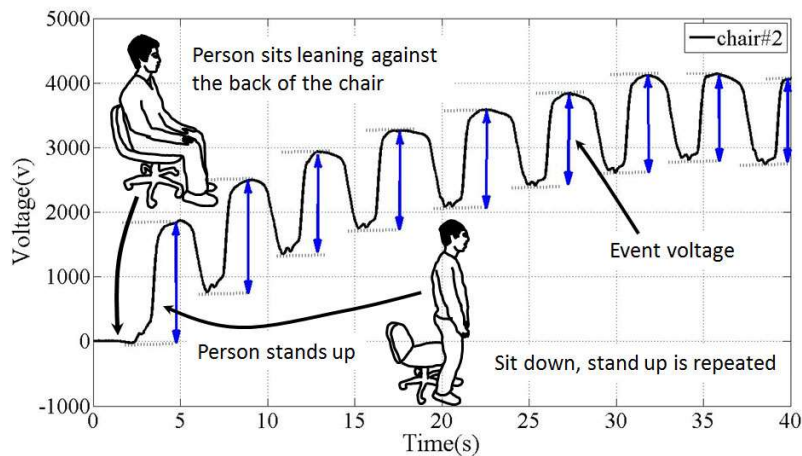 5000
chair#2
Person sits leaning against
the back of the chair
4000
3000
Voltage(v)
2000
Event voltage
1000
0
Person stands up
Sit down, stand up is repeated
-1000
0 5 10 15 20 25 30 35 40
Time(s)